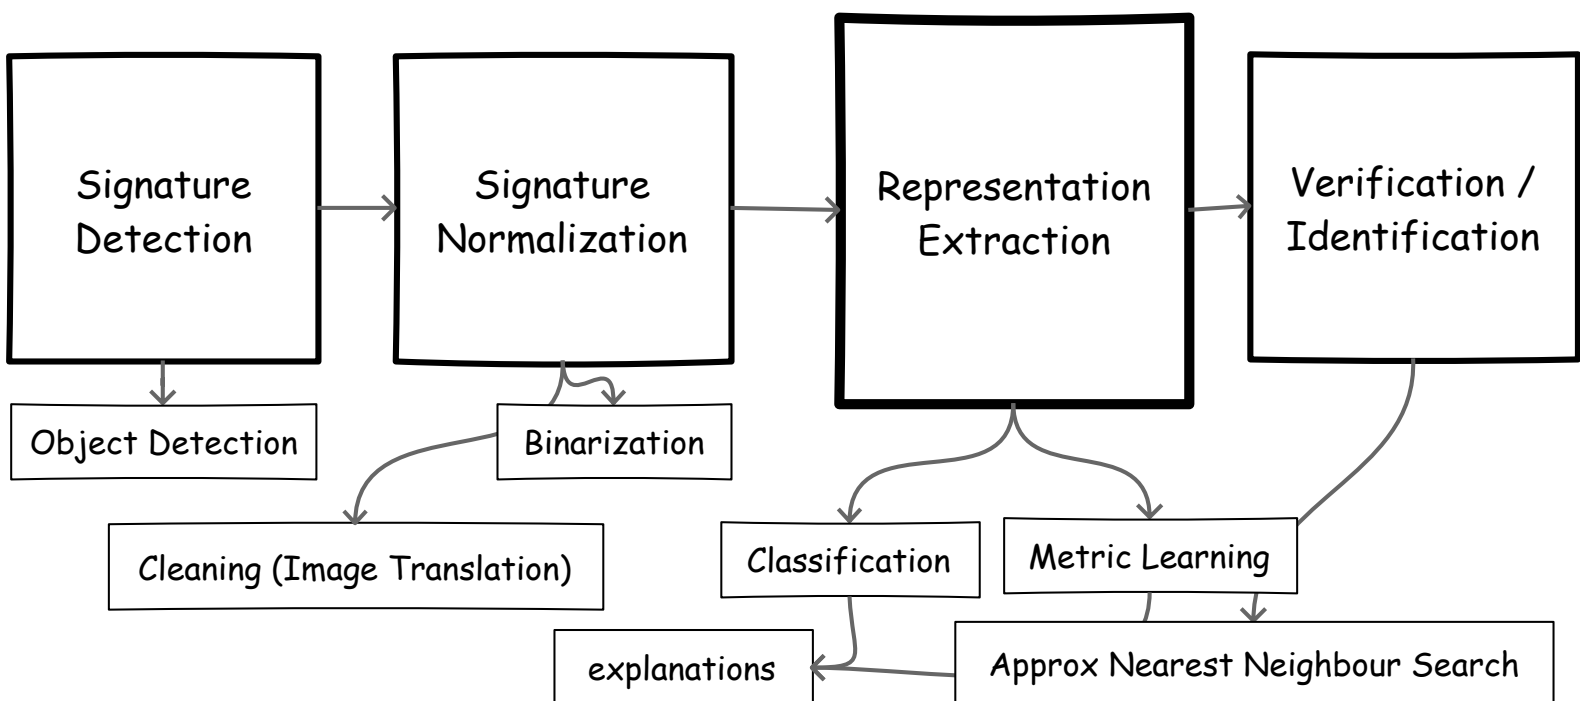 Signature
Detection
Signature
Normalization
Representation
Extraction
Verification /
Identification
Object Detection
Binarization
Cleaning (Image Translation)
Classification
Metric Learning
explanations
Approx Nearest Neighbour Search